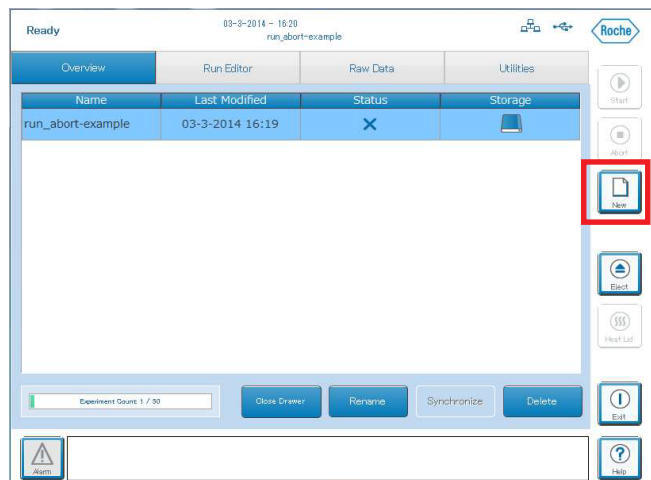 Ready
03-3-2014 - 16:20
run_abort-example
Roche
Overview
Run Editor
Raw Data
Utilities
Name
Last Modified
Status
Storage
run_abort-example
03-3-2014 16:19
Start
Abort
New
Eject
Heat Lid
Experiment Count: 1 / 50
Close Drawer
Rename
Synchronize
Delete
Exit
Alarm
Help